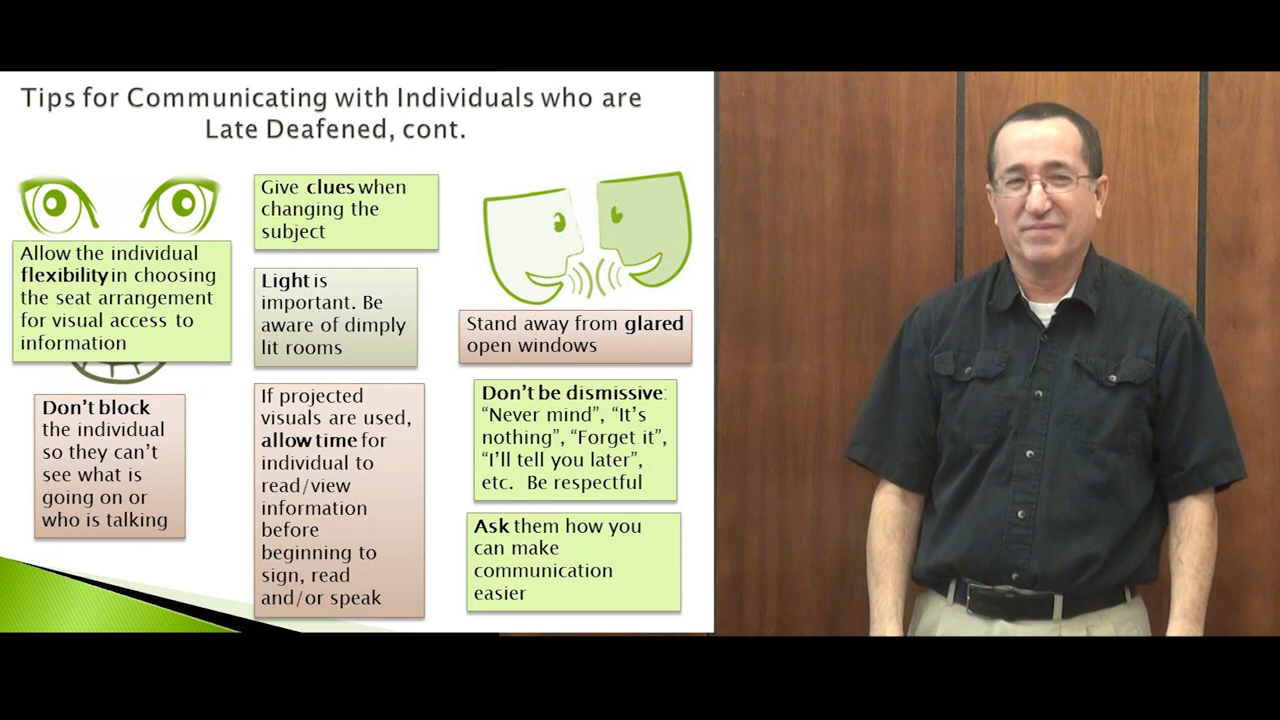 Tips for Communicating with Individuals who are
Late Deafened, cont.
Allow the individual
flexibility in choosing
the seat arrangement
for visual access to
information
Don't block
the individual
so they can't
see what is
going on or
who is talking
Give clues when
changing the
subject
Light is
important. Be
aware of dimply
lit rooms
If projected
visuals are used,
allow time for
individual to
read/view
information
before
beginning to
sign, read
and/or speak
Stand away from glared
open windows
Don't be dismissive:
“Never mind”, “It's
nothing”, “Forget it”,
“I'll tell you later”,
etc.  Be respectful
Ask them how you
can make
communication
easier